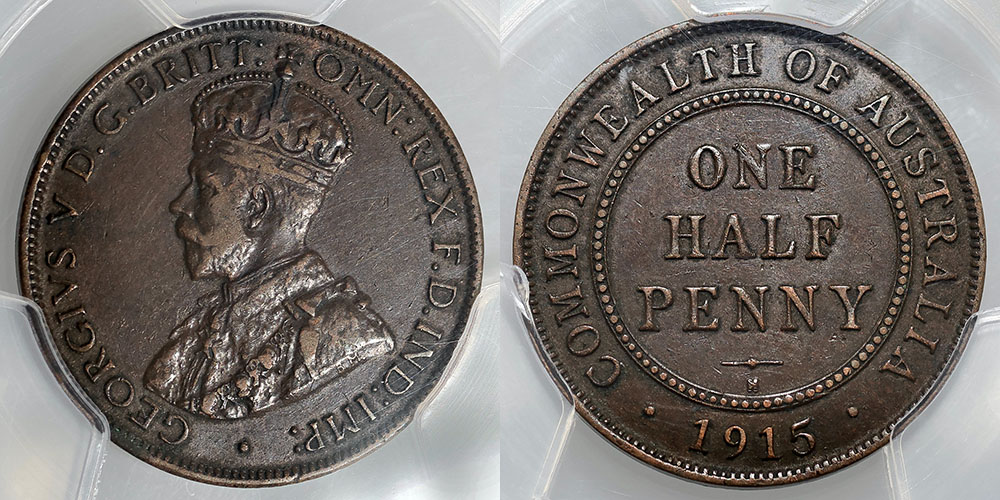 GEORGIVS V D. G. BRITT: OMN: REX F.D. IND: IMP:
COMMONWEALTH OF AUSTRALIA
ONE
HALF
PENNY
H
1915